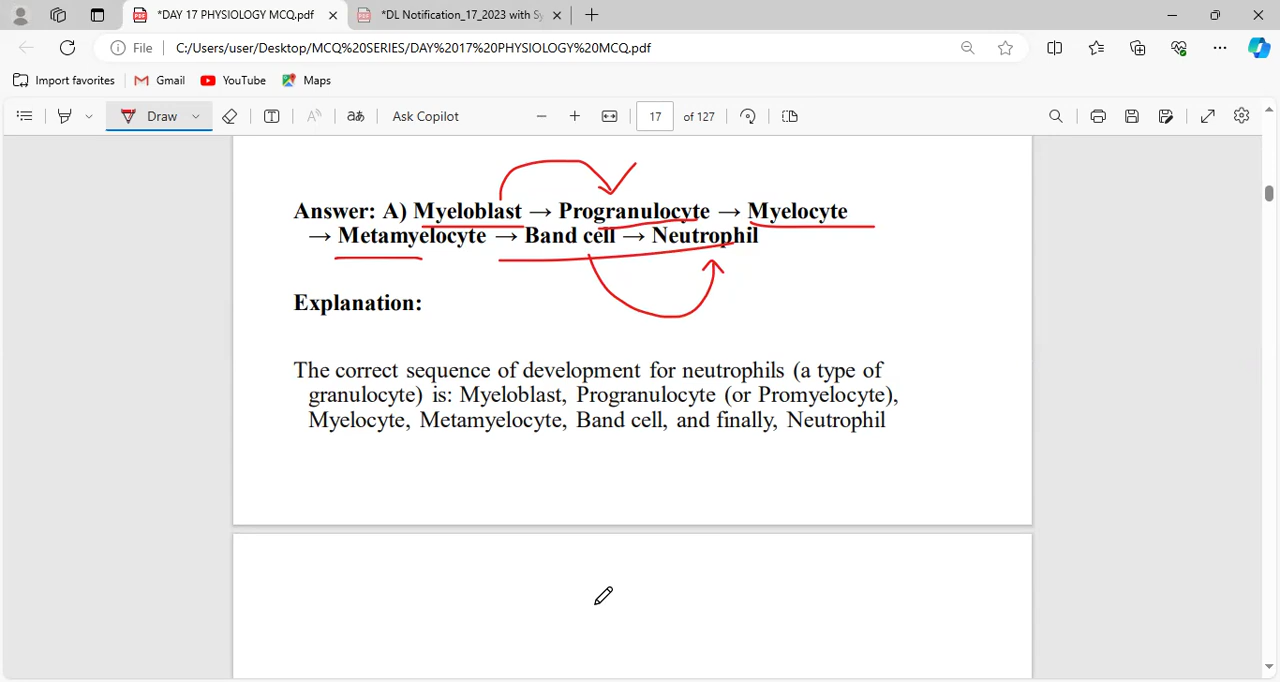 *DAY 17 PHYSIOLOGY MCQ.pdf
*DL Notification_17_2023 with Sy
File
C:/Users/user/Desktop/MCQ%20SERIES/DAY%2017%20PHYSIOLOGY%20MCQ.pdf
Import favorites Gmail YouTube Maps
Draw aあ Ask Copilot 17 of 127
Answer: A) Myeloblast → Progranulocyte → Myelocyte
→ Metamyelocyte → Band cell → Neutrophil
Explanation:
The correct sequence of development for neutrophils (a type of
granulocyte) is: Myeloblast, Progranulocyte (or Promyelocyte),
Myelocyte, Metamyelocyte, Band cell, and finally, Neutrophil